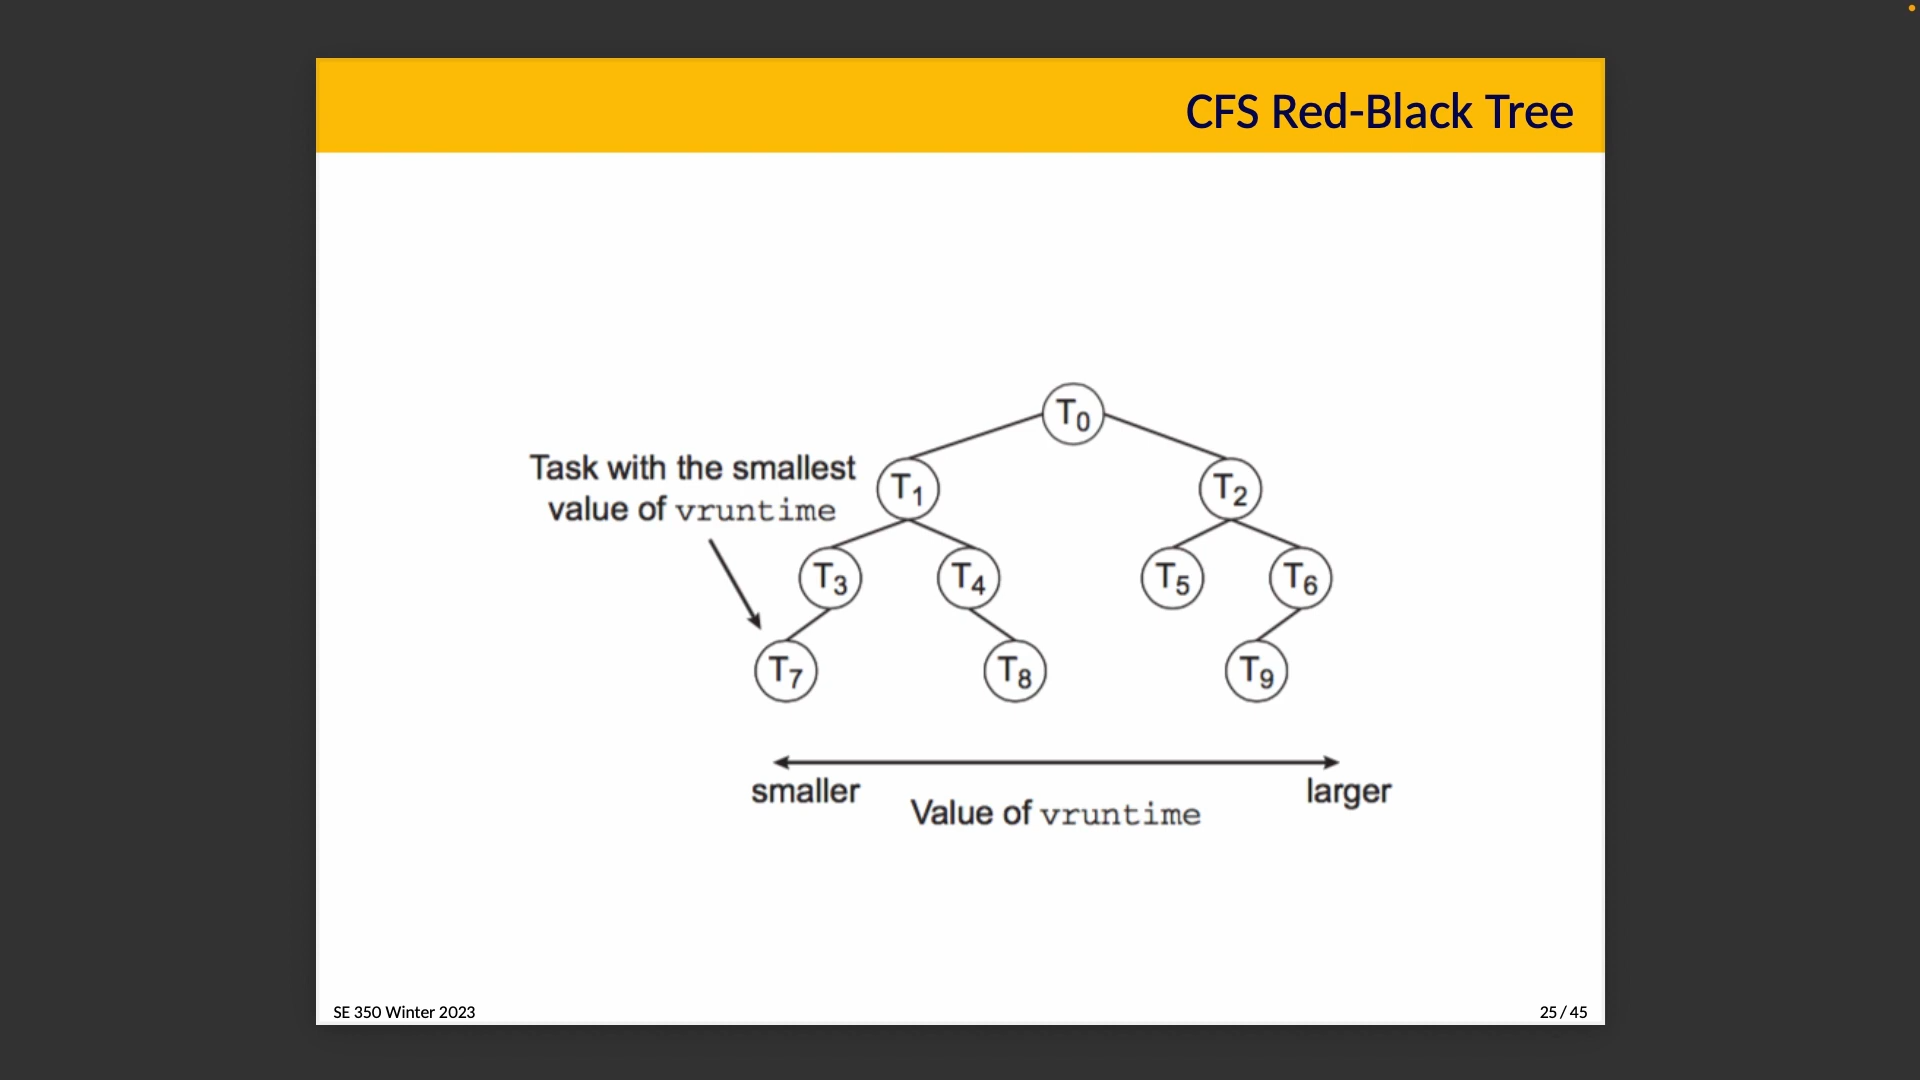 CFS Red-Black Tree
T0
Task with the smallest
value of vruntime
T1
T2
T3
T4
T5
T6
T7
T8
T9
smaller
larger
Value of vruntime
SE 350 Winter 2023
25 / 45